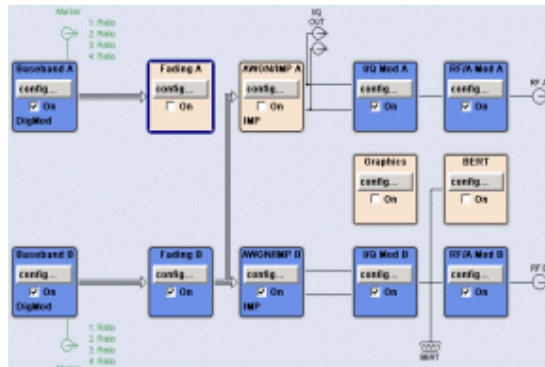 Marker
1: Ratio
2: Ratio
3: Ratio
4: Ratio
I/Q
OUT
Baseband A
config...
On
DigMod
Fading A
config...
On
AWGN/IMP A
config...
On
IMP
I/Q Mod A
config...
On
RF/A Mod A
config...
On
RF A
Graphics
config...
On
BERT
config...
On
Baseband B
config...
On
DigMod
Fading B
config...
On
AWGN/IMP B
config...
On
IMP
I/Q Mod B
config...
On
RF/A Mod B
config...
On
RF B
1: Ratio
2: Ratio
3: Ratio
4: Ratio
Marker
BERT